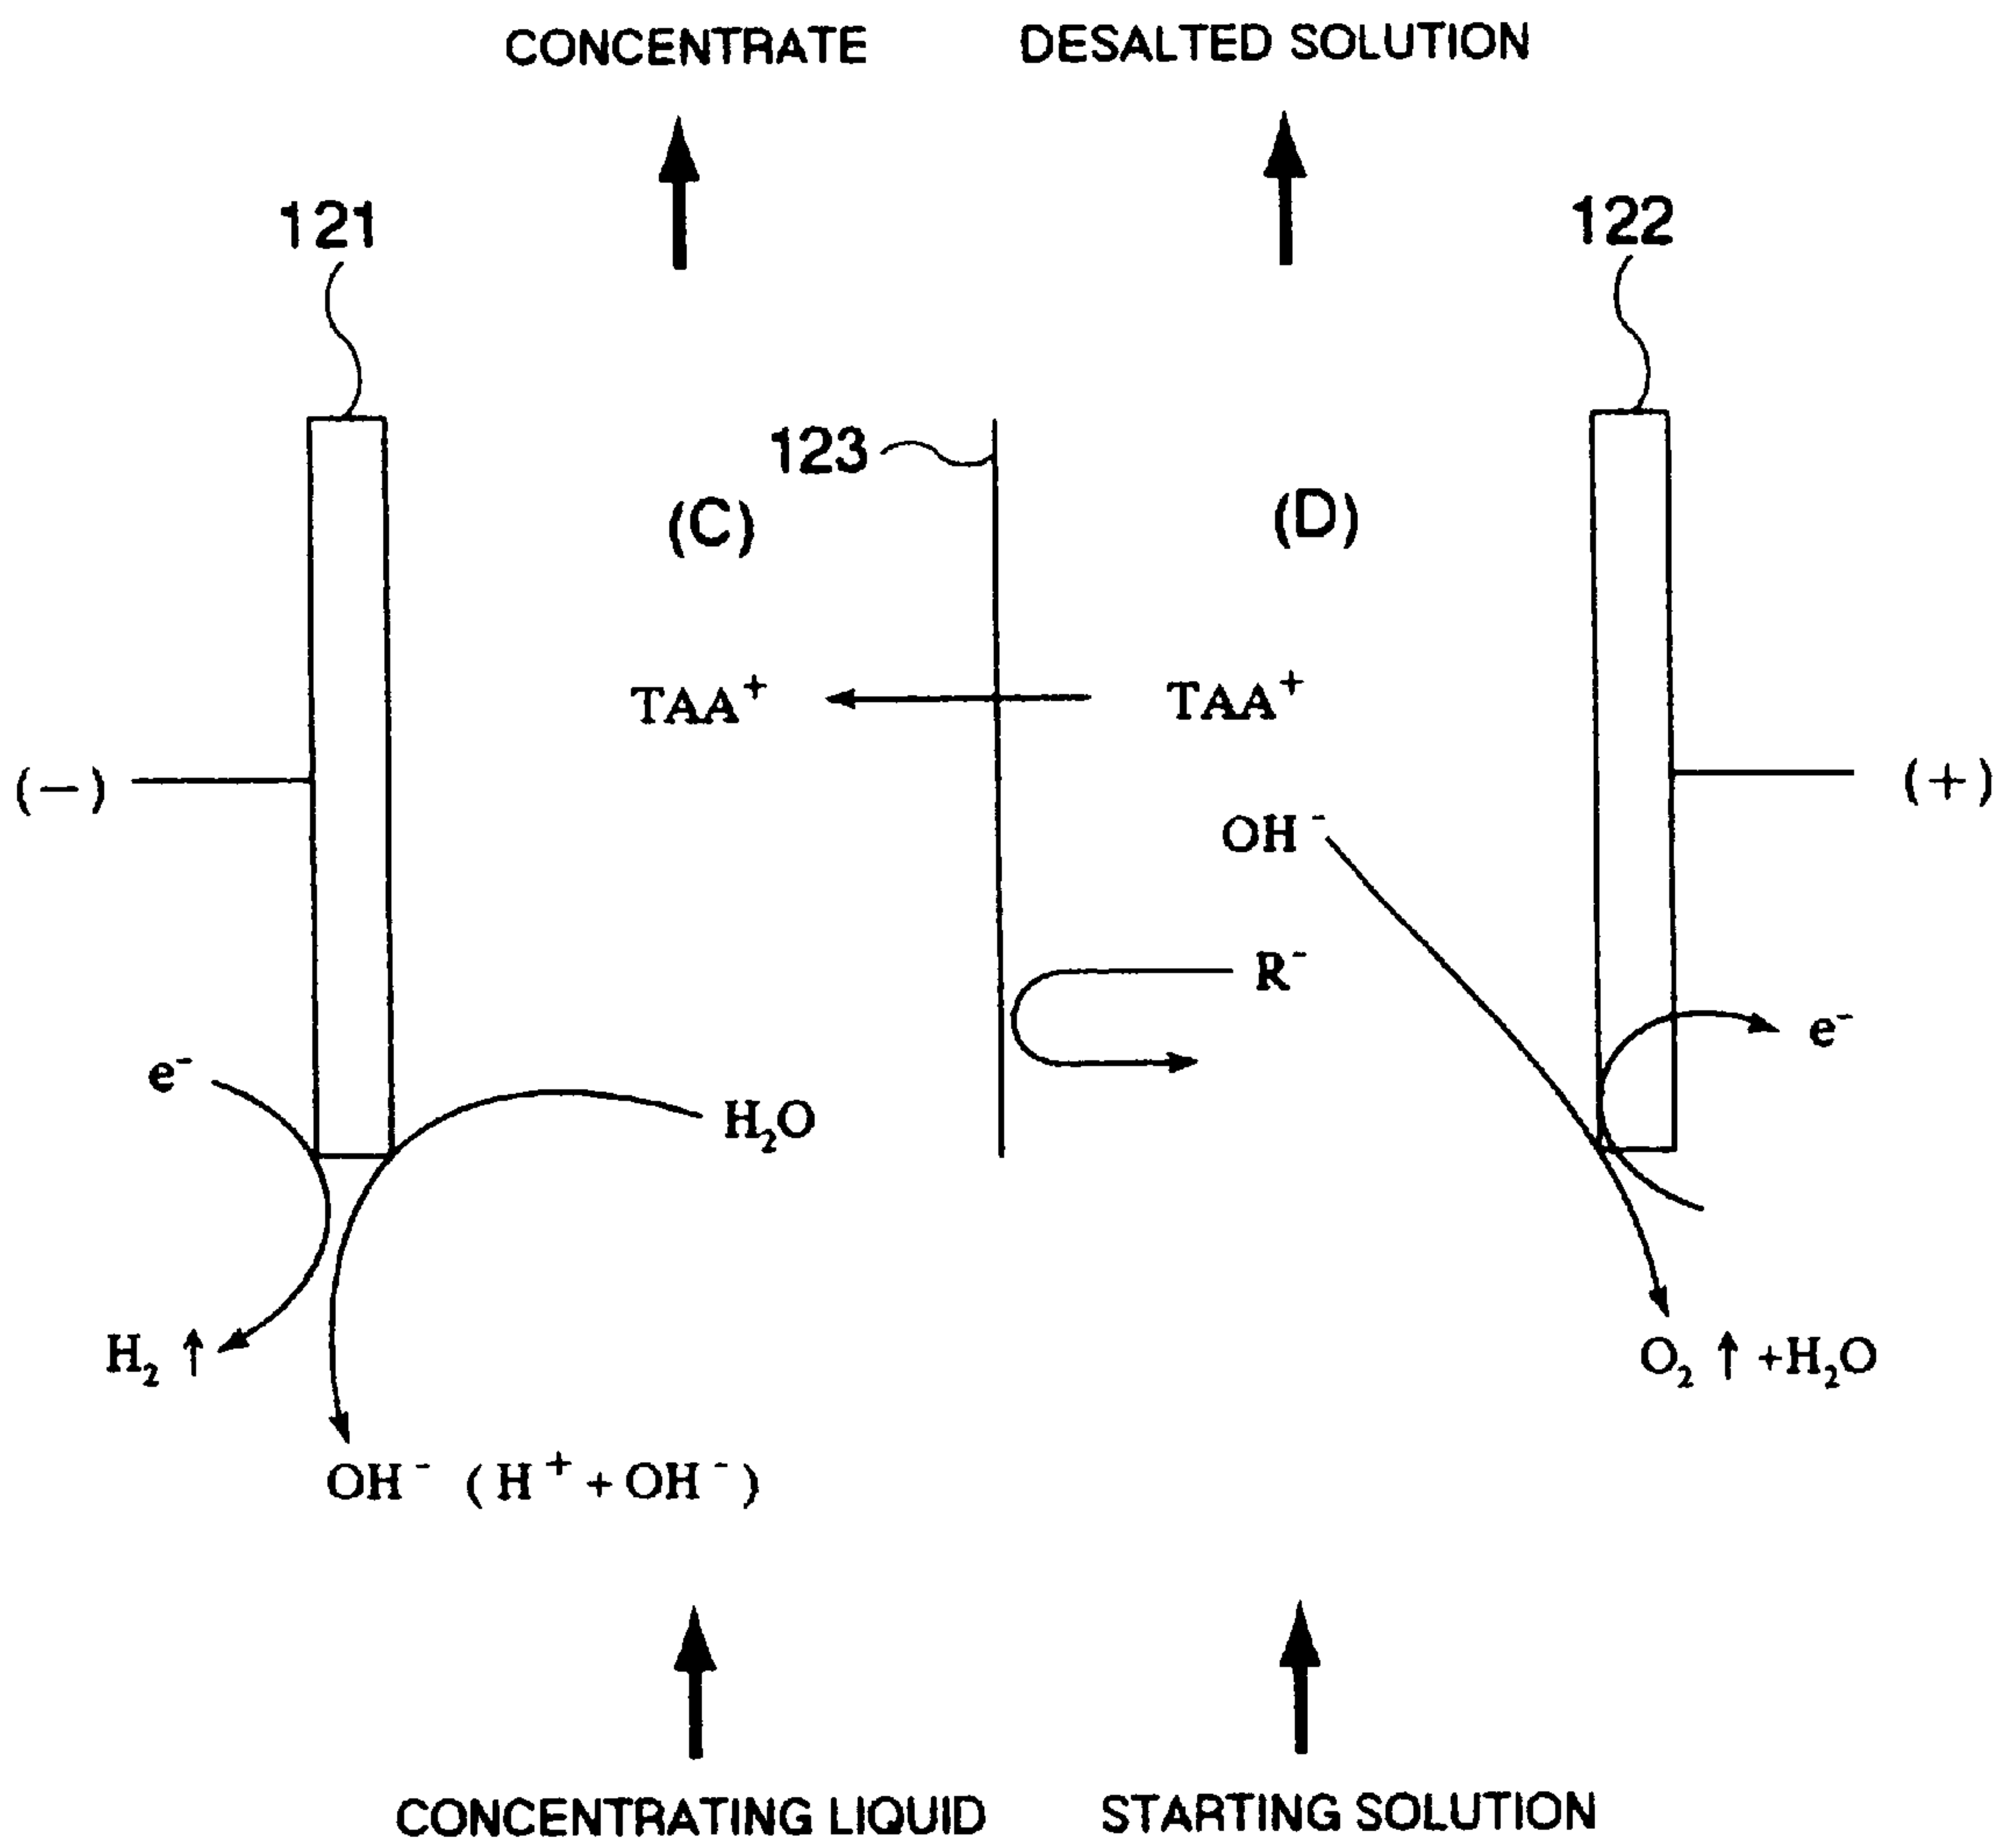 CONCENTRATE
DESALTED SOLUTION
121
122
123
(C)
(D)
TAA⁺
TAA⁺
(−)
(+)
OH⁻
R⁻
e⁻
e⁻
H₂O
H₂ ↑
O₂ ↑ +H₂O
OH⁻ (H⁺+OH⁻)
CONCENTRATING LIQUID
STARTING SOLUTION